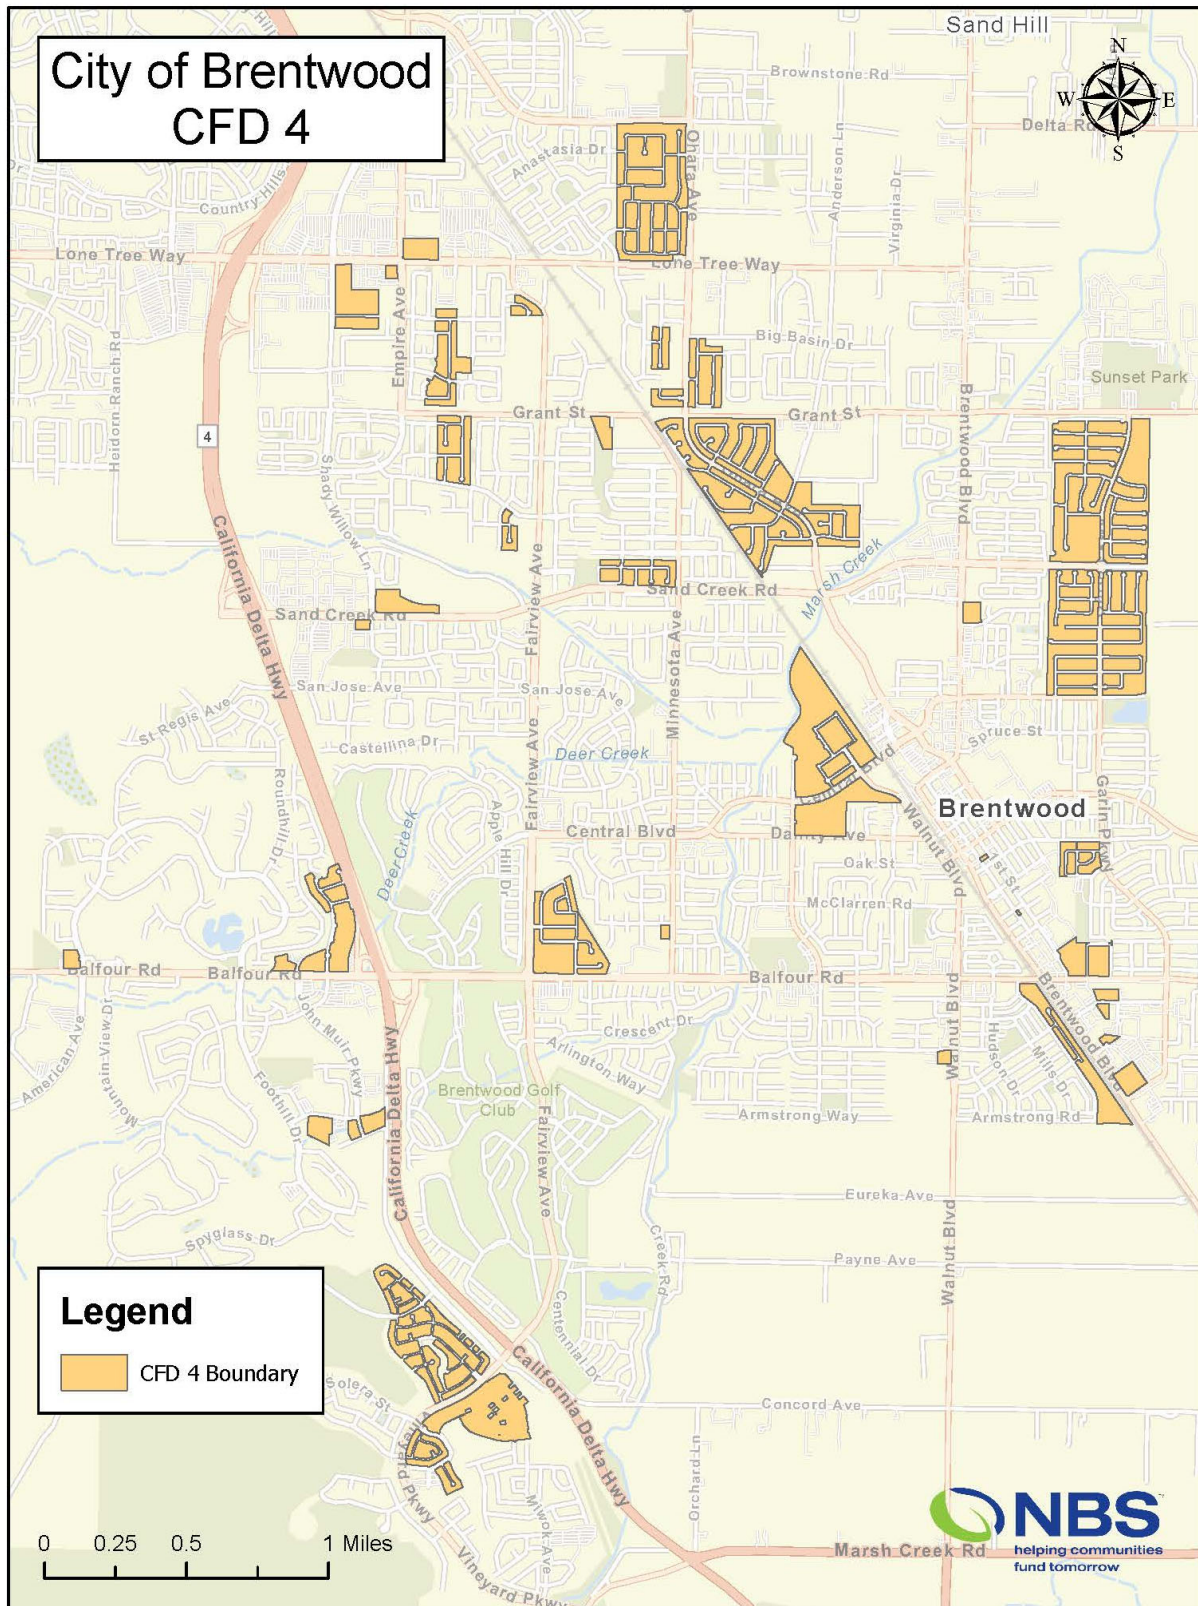 Sand Hill
City of Brentwood
CFD 4
N
W
E
S
Brownstone Rd
Delta Rd
Anastasia Dr
Ohara Ave
Anderson Ln
Virginia Dr
Country Hills
Dr
Lone Tree Way
Lone Tree Way
Empire Ave
Heidorn Ranch Rd
Big Basin Dr
Sunset Park
Grant St
Grant St
Brentwood Blvd
4
Shady Willow Ln
California Delta Hwy
Fairview Ave
Marsh Creek
Sand Creek Rd
Sand Creek Rd
Minnesota Ave
San Jose Ave
San Jose Ave
St Regis Ave
Castellina Dr
Deer Creek
Spruce St
Roundhill Dr
Fairview Ave
Central Blvd
Garin Pkwy
Brentwood
Deer Creek
Apple Hill Dr
Central Blvd
Dainty Ave
Walnut Blvd
Oak St
1st St
McClarren Rd
Balfour Rd
Balfour Rd
Balfour Rd
Walnut Blvd
Brentwood Blvd
John Muir Pkwy
American Ave
Mountain View Dr
Crescent Dr
Arlington Way
Hudson Dr
Mills Dr
Foothill Dr
California Delta Hwy
Brentwood Golf
Club
Fairview Ave
Armstrong Way
Armstrong Rd
Eureka Ave
Spyglass Dr
Creek Rd
Payne Ave
Walnut Blvd
Legend
CFD 4 Boundary
Centennial Dr
California Delta Hwy
Solera St
Concord Ave
Vineyard Pkwy
Orchard Ln
Miwok Ave
Vineyard Pkwy
Marsh Creek Rd
0 0.25 0.5 1 Miles
NBS
helping communities
fund tomorrow